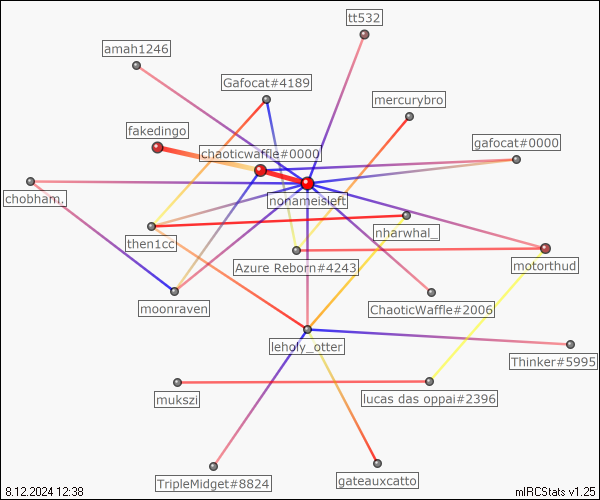 tt532
amah1246
Gafocat#4189
mercurybro
fakedingo
chaoticwaffle#0000
gafocat#0000
chobham.
nonameisleft
nharwhal_
then1cc
Azure Reborn#4243
motorthud
moonraven
ChaoticWaffle#2006
leholy_otter
Thinker#5995
mukszi
lucas das oppai#2396
TripleMidget#8824
gateauxcatto
8.12.2024 12:38
mIRCStats v1.25